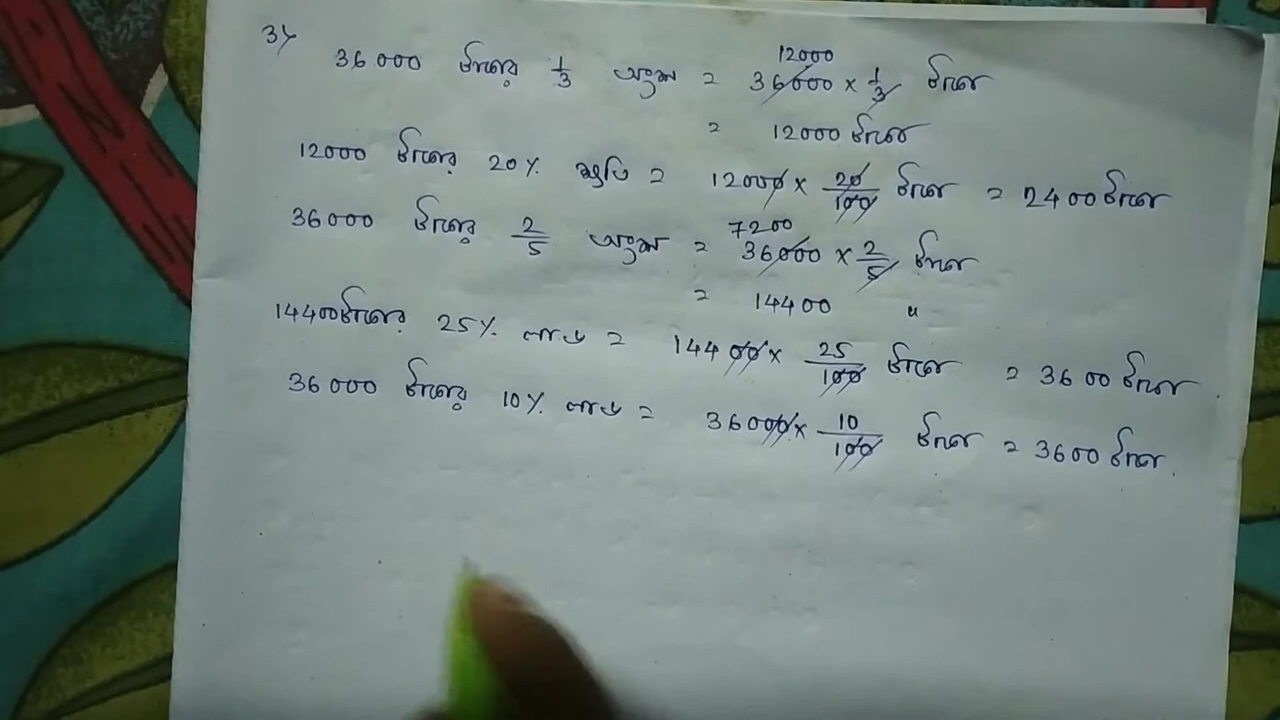 3)
12000
36000 টাকার 1/3 অংশ = 36000 × 1/3 টাকা
= 12000 টাকা
12000 টাকার 20% ক্ষতি = 12000 × 20/100 টাকা = 2400 টাকা
7200
36000 টাকার 2/5 অংশ = 36000 × 2/5 টাকা
= 14400 "
14400 টাকার 25% লাভ = 14400 × 25/100 টাকা = 3600 টাকা.
36000 টাকার 10% লাভ = 36000 × 10/100 টাকা = 3600 টাকা.